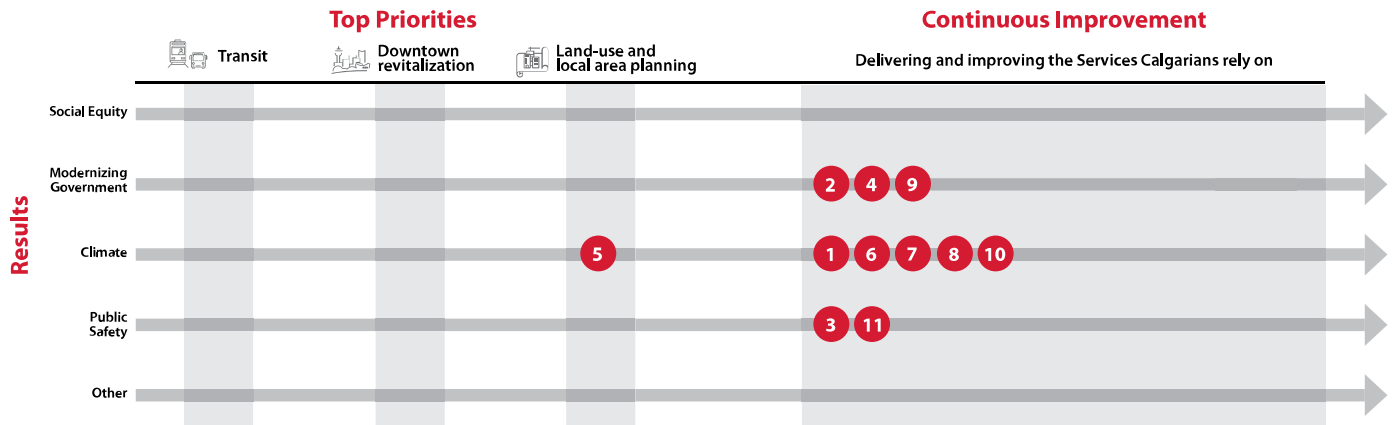 Top Priorities
Continuous Improvement
Transit
Downtown
revitalization
Land-use and
local area planning
Delivering and improving the Services Calgarians rely on
Results
Social Equity
Modernizing
Government
2 4 9
Climate
5 1 6 7 8 10
Public
Safety
3 11
Other